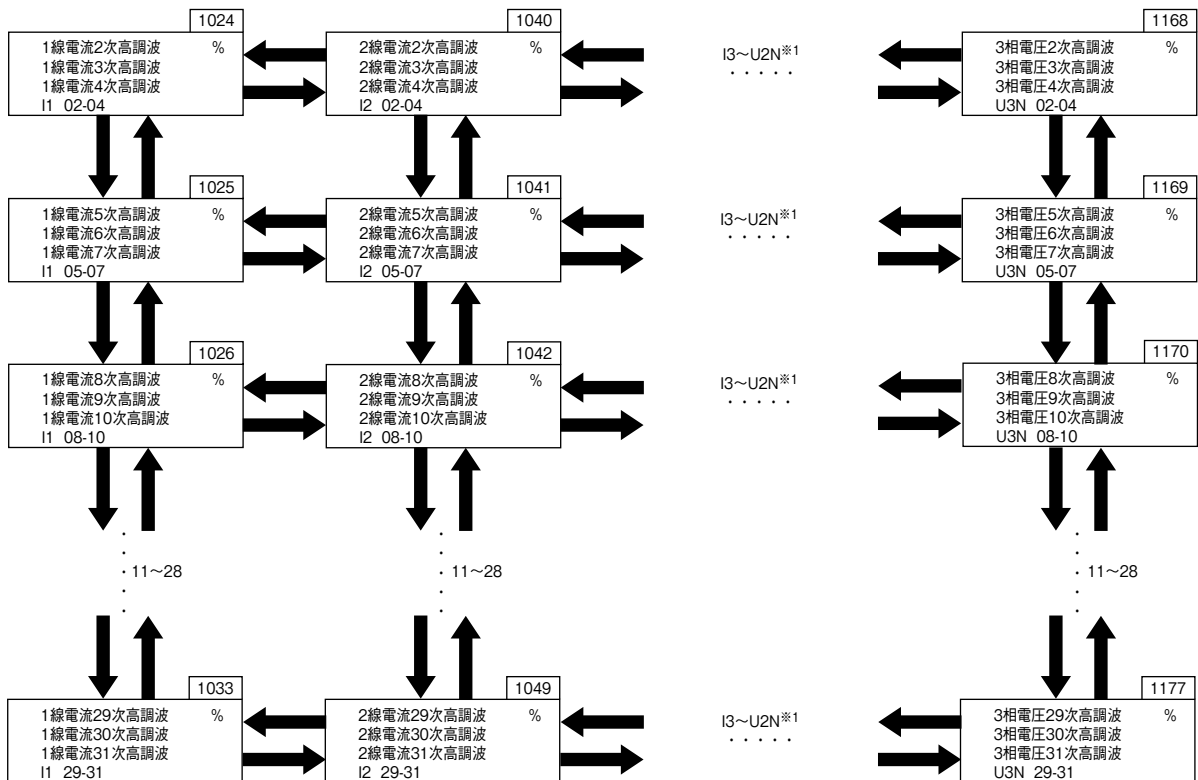 1024
1線電流2次高調波 %
1線電流3次高調波
1線電流4次高調波
I1 02-04
1040
2線電流2次高調波 %
2線電流3次高調波
2線電流4次高調波
I2 02-04
I3～U2N※1
・・・・・
1168
3相電圧2次高調波 %
3相電圧3次高調波
3相電圧4次高調波
U3N 02-04
1025
1線電流5次高調波 %
1線電流6次高調波
1線電流7次高調波
I1 05-07
1041
2線電流5次高調波 %
2線電流6次高調波
2線電流7次高調波
I2 05-07
I3～U2N※1
・・・・・
1169
3相電圧5次高調波 %
3相電圧6次高調波
3相電圧7次高調波
U3N 05-07
1026
1線電流8次高調波 %
1線電流9次高調波
1線電流10次高調波
I1 08-10
1042
2線電流8次高調波 %
2線電流9次高調波
2線電流10次高調波
I2 08-10
I3～U2N※1
・・・・・
1170
3相電圧8次高調波 %
3相電圧9次高調波
3相電圧10次高調波
U3N 08-10
11～28
11～28
11～28
1033
1線電流29次高調波 %
1線電流30次高調波
1線電流31次高調波
I1 29-31
1049
2線電流29次高調波 %
2線電流30次高調波
2線電流31次高調波
I2 29-31
I3～U2N※1
・・・・・
1177
3相電圧29次高調波 %
3相電圧30次高調波
3相電圧31次高調波
U3N 29-31